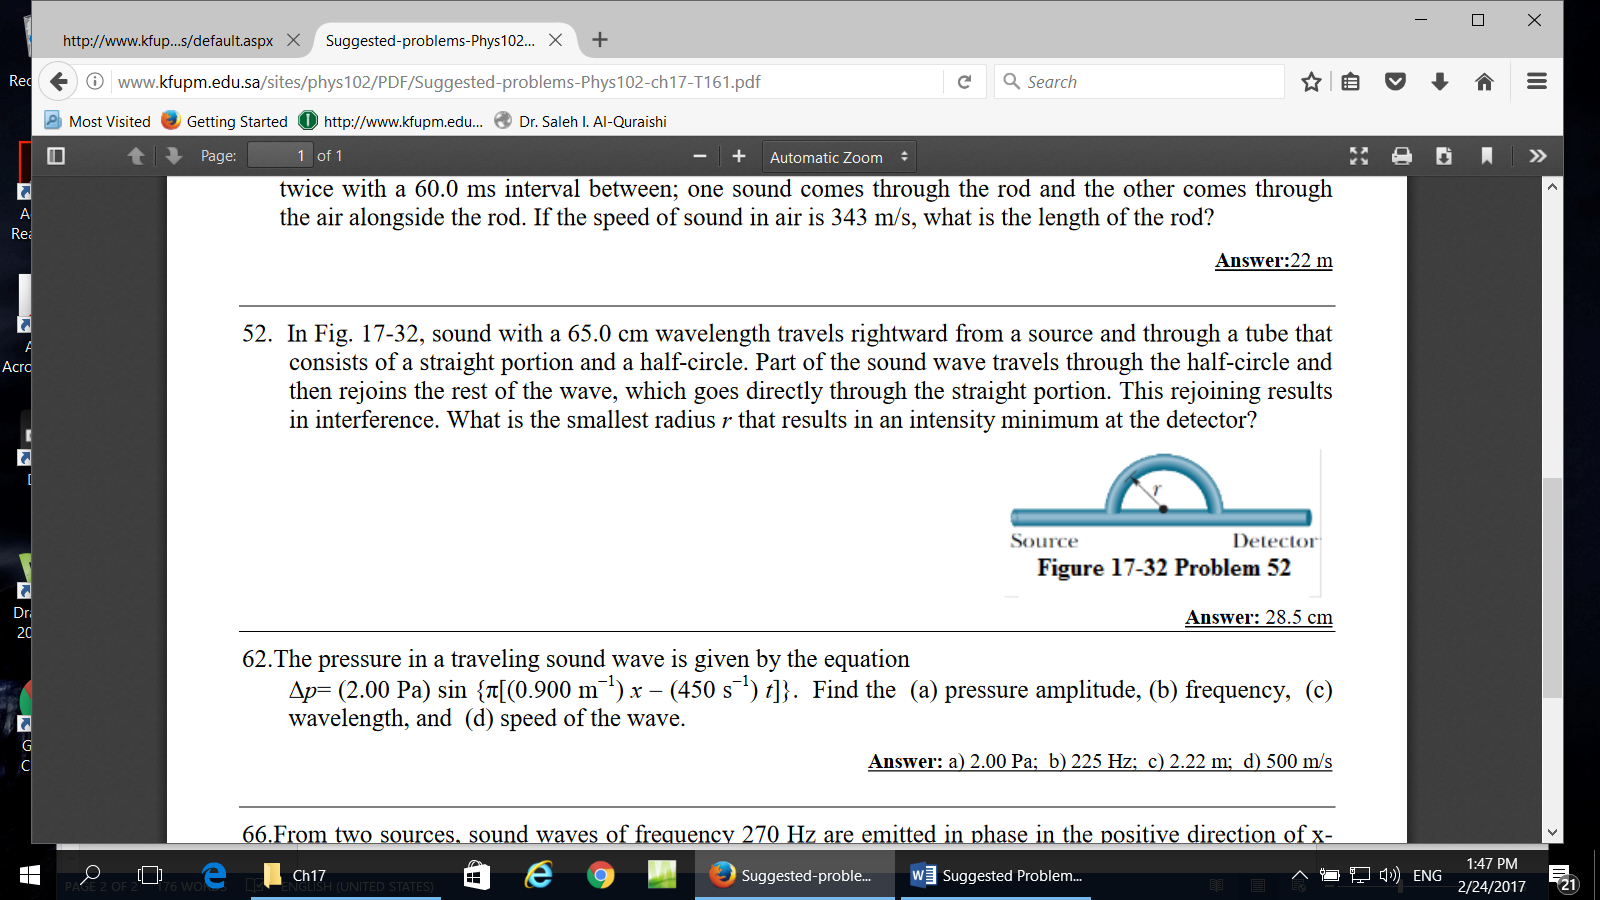 http://www.kfup...s/default.aspx
Suggested-problems-Phys102...
www.kfupm.edu.sa/sites/phys102/PDF/Suggested-problems-Phys102-ch17-T161.pdf
Search
Most Visited
Getting Started
http://www.kfupm.edu...
Dr. Saleh I. Al-Quraishi
Page: 1 of 1
Automatic Zoom
twice with a 60.0 ms interval between; one sound comes through the rod and the other comes through
the air alongside the rod. If the speed of sound in air is 343 m/s, what is the length of the rod?
Answer:22 m
52. In Fig. 17-32, sound with a 65.0 cm wavelength travels rightward from a source and through a tube that
consists of a straight portion and a half-circle. Part of the sound wave travels through the half-circle and
then rejoins the rest of the wave, which goes directly through the straight portion. This rejoining results
in interference. What is the smallest radius r that results in an intensity minimum at the detector?
r
Source Detector
Figure 17-32 Problem 52
Answer: 28.5 cm
62.The pressure in a traveling sound wave is given by the equation
Δp= (2.00 Pa) sin {π[(0.900 m⁻¹) x – (450 s⁻¹) t]}. Find the (a) pressure amplitude, (b) frequency, (c)
wavelength, and (d) speed of the wave.
Answer: a) 2.00 Pa; b) 225 Hz; c) 2.22 m; d) 500 m/s
66.From two sources, sound waves of frequency 270 Hz are emitted in phase in the positive direction of x-
Ch17
Suggested-proble...
Suggested Problem...
ENG
1:47 PM
2/24/2017
21
PAGE 2 OF 2 176 WORDS ENGLISH (UNITED STATES)